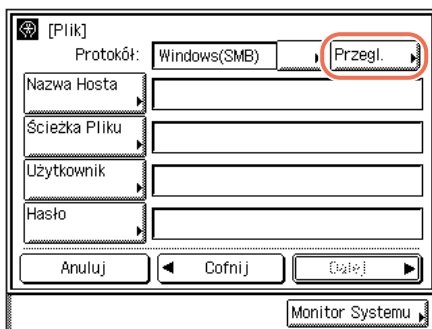 [Plik]
Protokół: Windows(SMB) Przegl.
Nazwa Hosta
Ścieżka Pliku
Użytkownik
Hasło
Anuluj Cofnij Dalej
Monitor Systemu